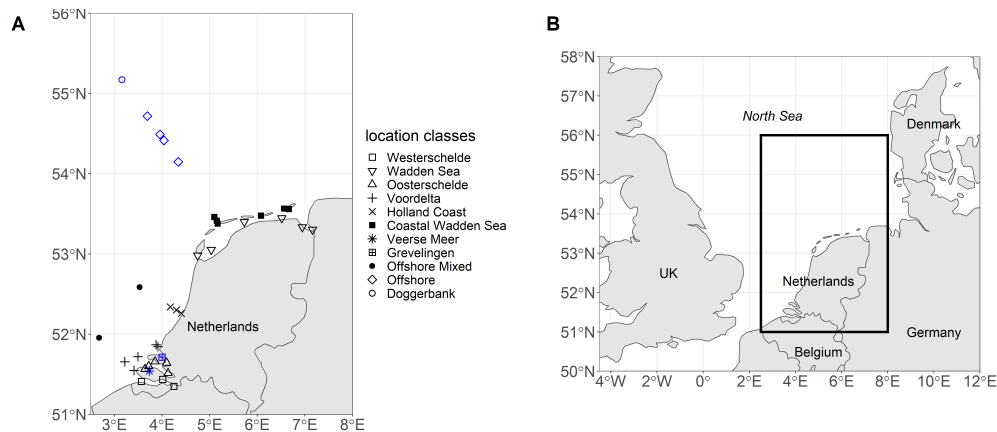 A
56°N
55°N
54°N
53°N
52°N
51°N
3°E 4°E 5°E 6°E 7°E 8°E
Netherlands
location classes
Westerschelde
Wadden Sea
Oosterschelde
Voordelta
Holland Coast
Coastal Wadden Sea
Veerse Meer
Grevelingen
Offshore Mixed
Offshore
Doggerbank
B
58°N
57°N
56°N
55°N
54°N
53°N
52°N
51°N
50°N
4°W 2°W 0° 2°E 4°E 6°E 8°E 10°E 12°E
North Sea
Denmark
UK
Netherlands
Germany
Belgium